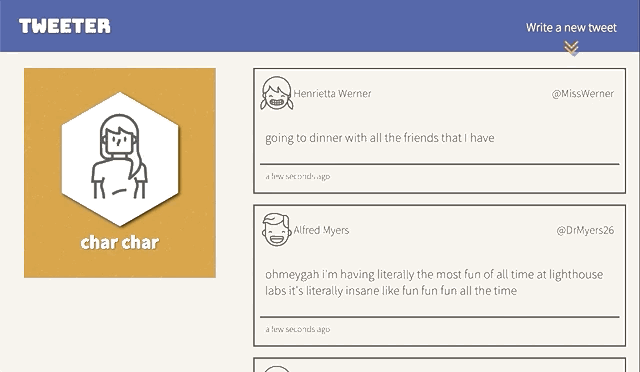 TWEETER
Write a new tweet
char char
Henrietta Werner
@MissWerner
going to dinner with all the friends that I have
a few seconds ago
Alfred Myers
@DrMyers26
ohmeygah i'm having literally the most fun of all time at lighthouse
labs it's literally insane like fun fun fun all the time
a few seconds ago